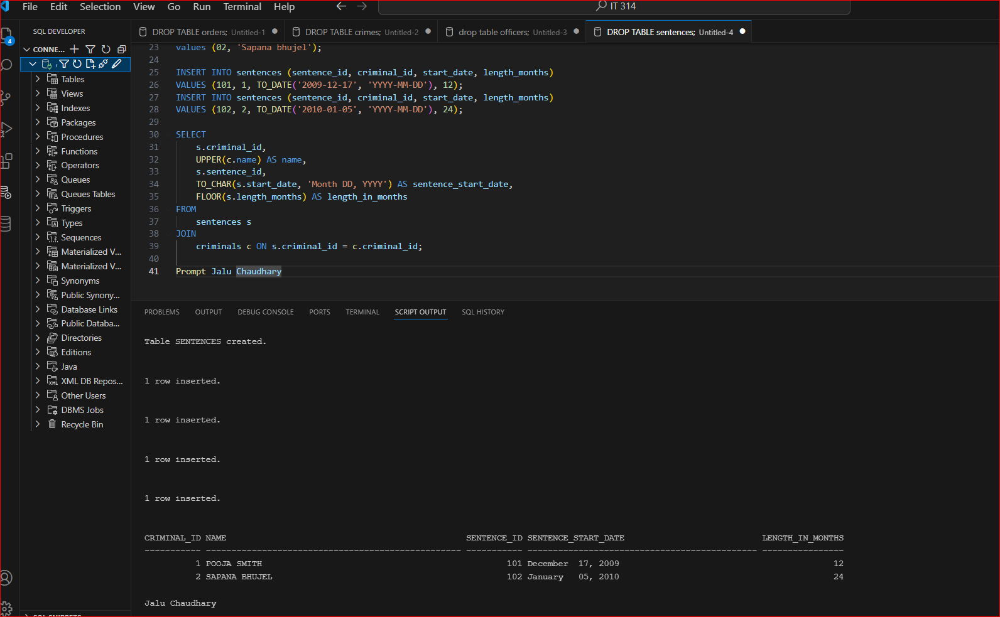 File Edit Selection View Go Run Terminal Help IT 314
4
SQL DEVELOPER
CONNE...
Tables
Views
Indexes
Packages
Procedures
Functions
Operators
Queues
Queues Tables
Triggers
Types
Sequences
Materialized V...
Materialized V...
Synonyms
Public Synony...
Database Links
Public Databa...
Directories
Editions
Java
XML DB Repos...
Other Users
DBMS Jobs
Recycle Bin
SQL SNIPPETS
DROP TABLE orders; Untitled-1 DROP TABLE crimes; Untitled-2 drop table officers; Untitled-3 DROP TABLE sentences; Untitled-4
23 values (02, 'Sapana bhujel');
24
25 INSERT INTO sentences (sentence_id, criminal_id, start_date, length_months)
26 VALUES (101, 1, TO_DATE('2009-12-17', 'YYYY-MM-DD'), 12);
27 INSERT INTO sentences (sentence_id, criminal_id, start_date, length_months)
28 VALUES (102, 2, TO_DATE('2010-01-05', 'YYYY-MM-DD'), 24);
29
30 SELECT
31 s.criminal_id,
32 UPPER(c.name) AS name,
33 s.sentence_id,
34 TO_CHAR(s.start_date, 'Month DD, YYYY') AS sentence_start_date,
35 FLOOR(s.length_months) AS length_in_months
36 FROM
37 sentences s
38 JOIN
39 criminals c ON s.criminal_id = c.criminal_id;
40
41 Prompt Jalu Chaudhary
PROBLEMS OUTPUT DEBUG CONSOLE PORTS TERMINAL SCRIPT OUTPUT SQL HISTORY
Table SENTENCES created.
1 row inserted.
1 row inserted.
1 row inserted.
1 row inserted.
CRIMINAL_ID NAME SENTENCE_ID SENTENCE_START_DATE LENGTH_IN_MONTHS
1 POOJA SMITH 101 December 17, 2009 12
2 SAPANA BHUJEL 102 January 05, 2010 24
Jalu Chaudhary